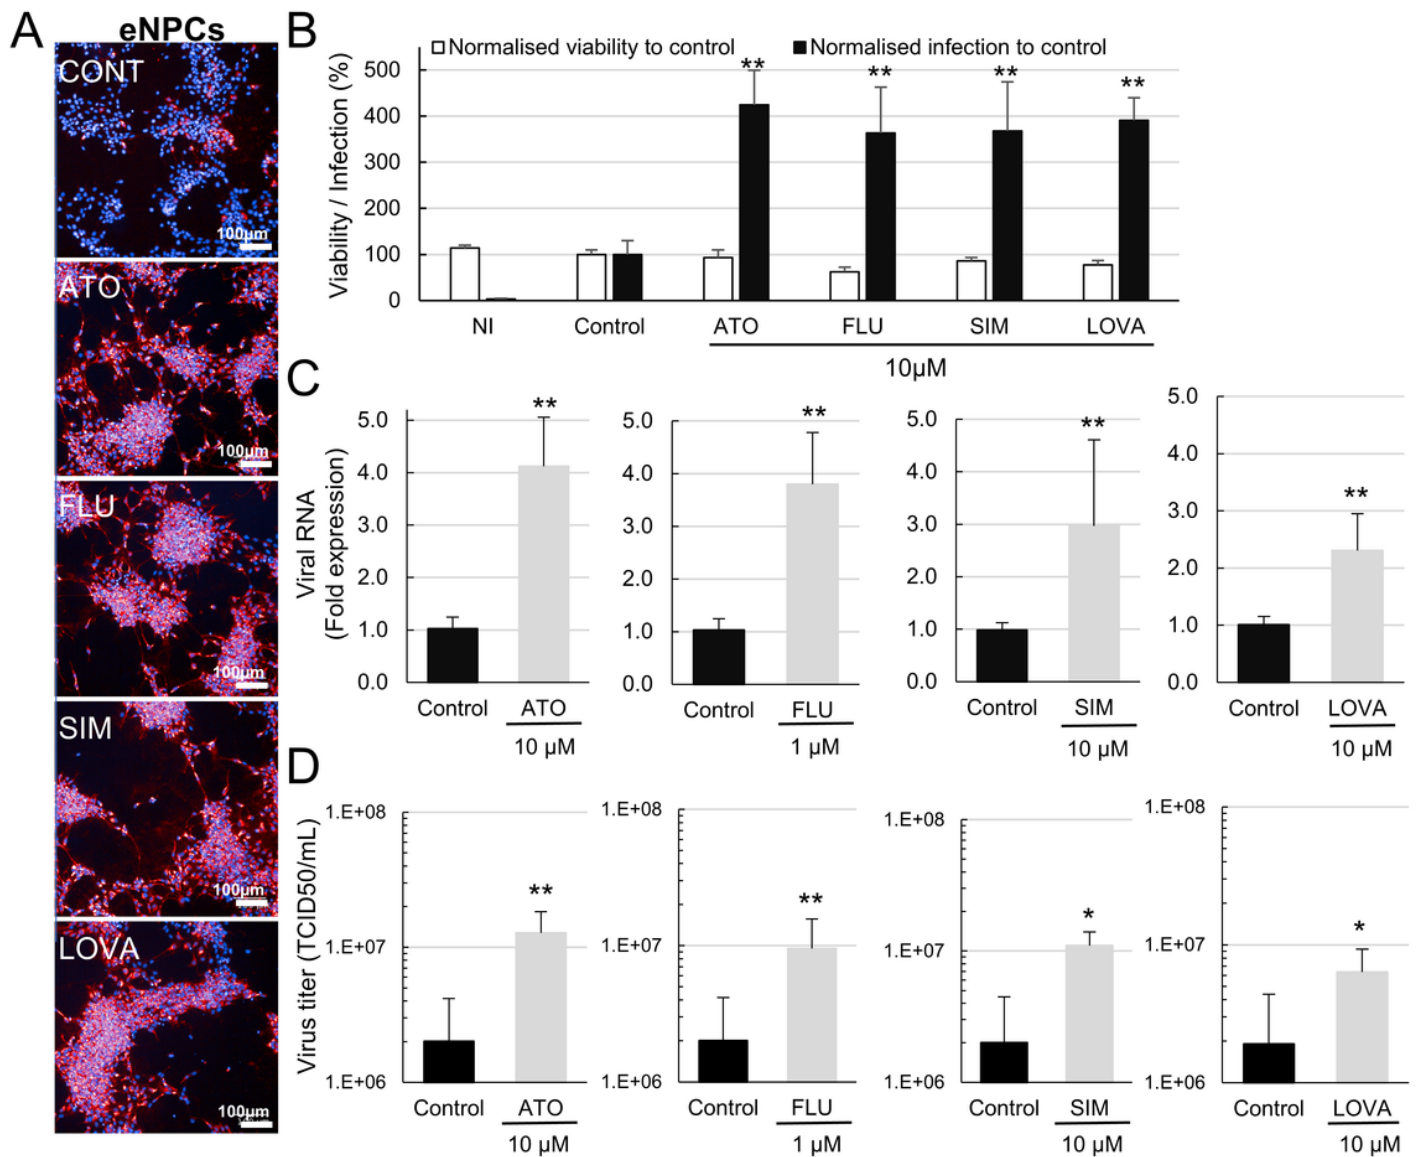 A
eNPCs
CONT
100µm
ATO
100µm
FLU
100µm
SIM
100µm
LOVA
100µm
B
Normalised viability to control
Normalised infection to control
Viability / Infection (%)
500
400
300
200
100
0
** ** ** **
NI Control ATO FLU SIM LOVA
10µM
C
Viral RNA
(Fold expression)
5.0
4.0
3.0
2.0
1.0
0.0
**
Control ATO
10 µM
5.0
4.0
3.0
2.0
1.0
0.0
**
Control FLU
1 µM
5.0
4.0
3.0
2.0
1.0
0.0
**
Control SIM
10 µM
5.0
4.0
3.0
2.0
1.0
0.0
**
Control LOVA
10 µM
D
Virus titer (TCID50/mL)
1.E+08
1.E+07
1.E+06
**
Control ATO
10 µM
1.E+08
1.E+07
1.E+06
**
Control FLU
1 µM
1.E+08
1.E+07
1.E+06
*
Control SIM
10 µM
1.E+08
1.E+07
1.E+06
*
Control LOVA
10 µM